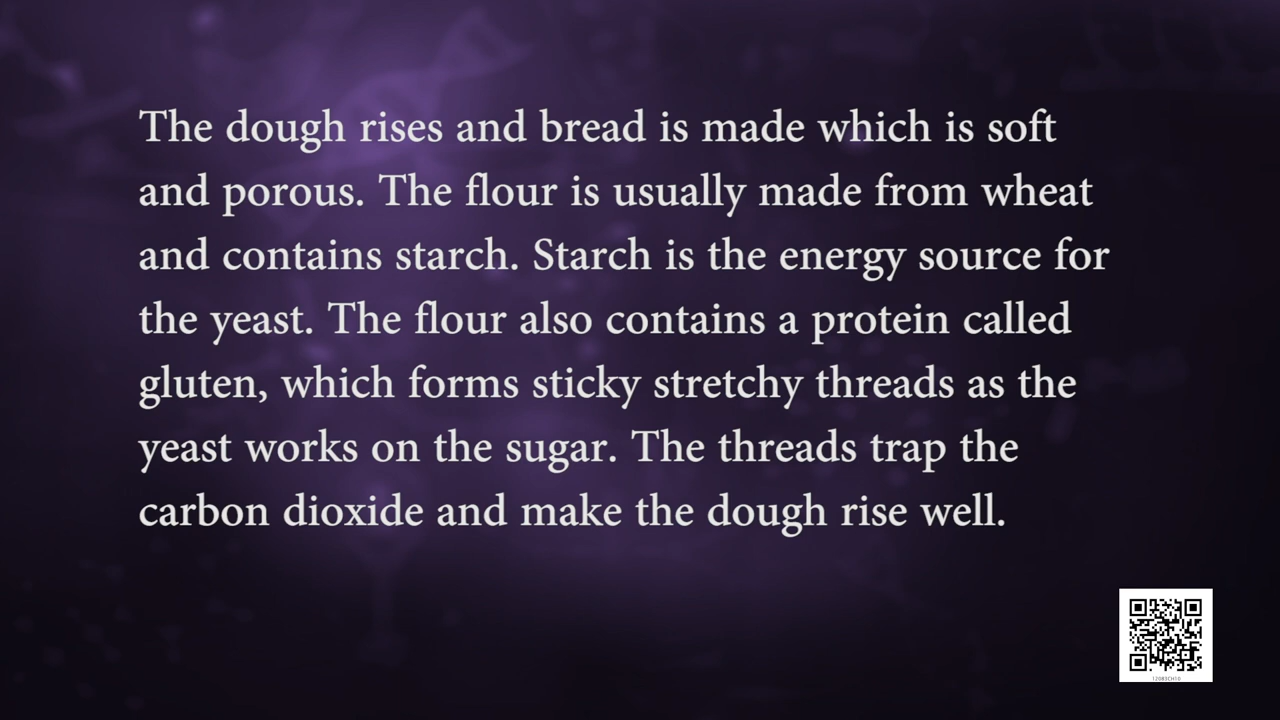 The dough rises and bread is made which is soft
and porous. The flour is usually made from wheat
and contains starch. Starch is the energy source for
the yeast. The flour also contains a protein called
gluten, which forms sticky stretchy threads as the
yeast works on the sugar. The threads trap the
carbon dioxide and make the dough rise well.